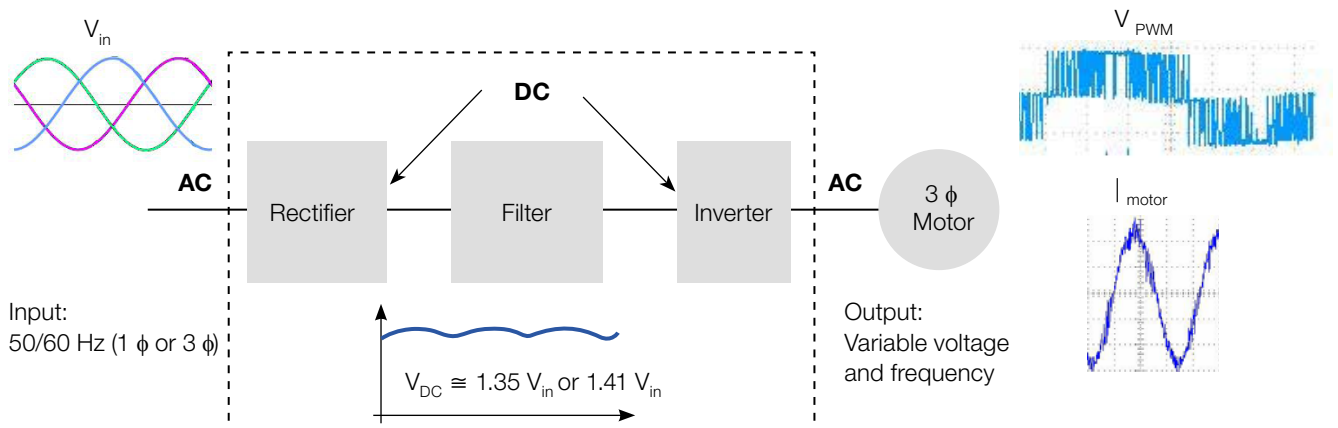 V_in
V_PWM
DC
AC
Rectifier
Filter
Inverter
AC
3 ϕ
Motor
I_motor
Input:
50/60 Hz (1 ϕ or 3 ϕ)
V_DC ≅ 1.35 V_in or 1.41 V_in
Output:
Variable voltage
and frequency